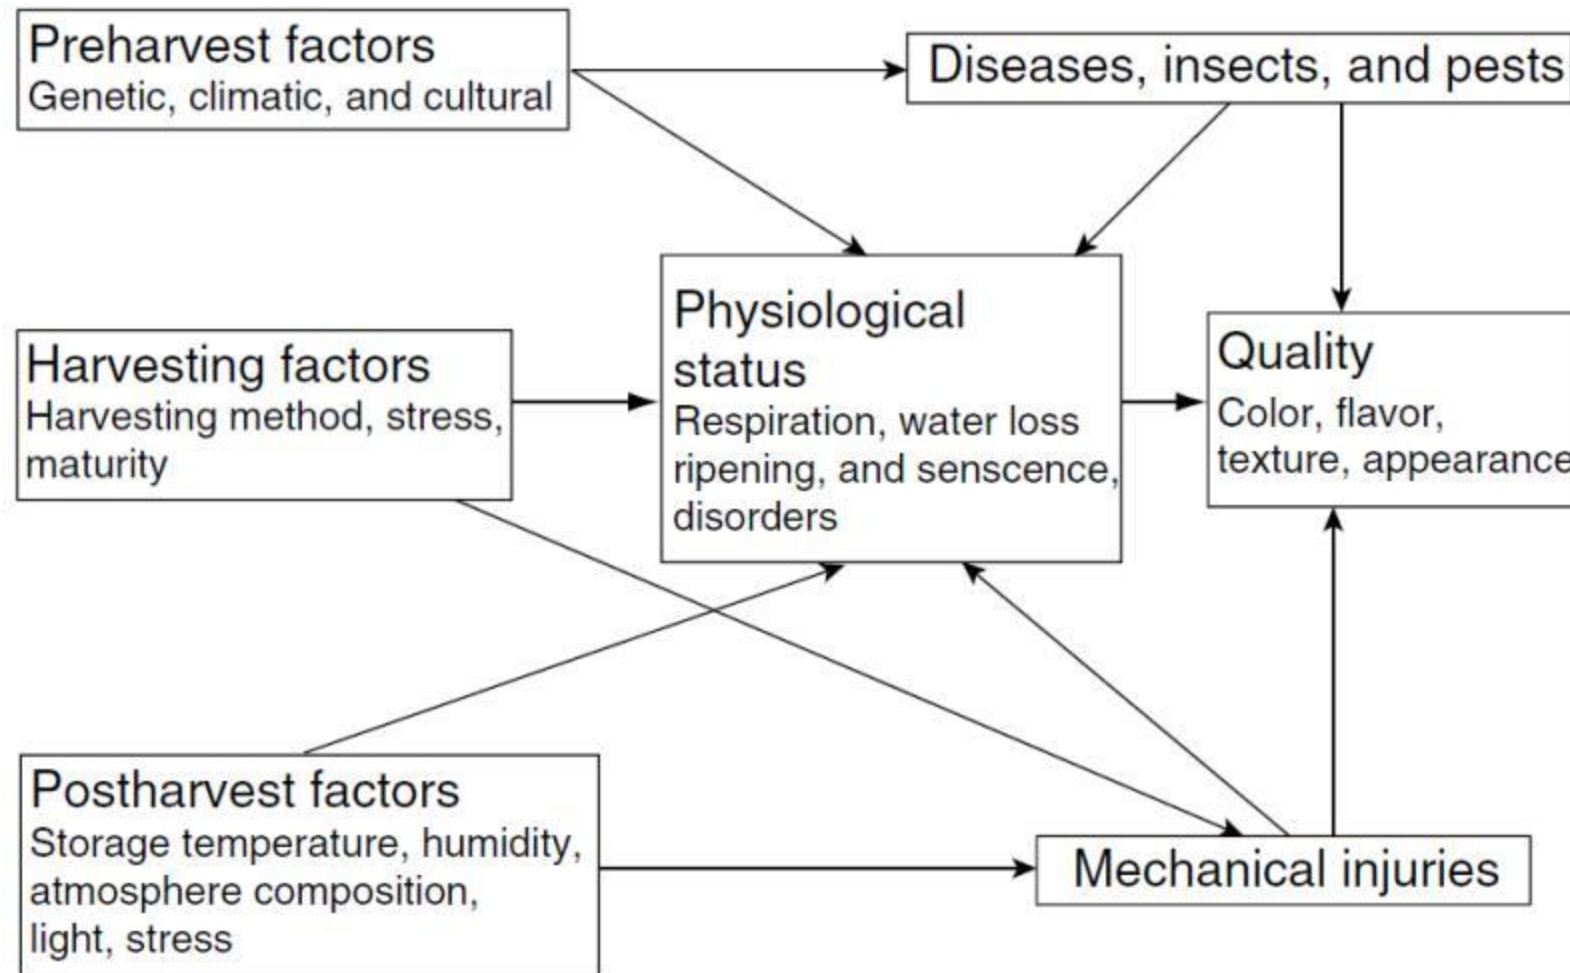 Preharvest factors
Genetic, climatic, and cultural
Diseases, insects, and pests
Physiological
status
Respiration, water loss
ripening, and senscence,
disorders
Quality
Color, flavor,
texture, appearance
Harvesting factors
Harvesting method, stress,
maturity
Postharvest factors
Storage temperature, humidity,
atmosphere composition,
light, stress
Mechanical injuries